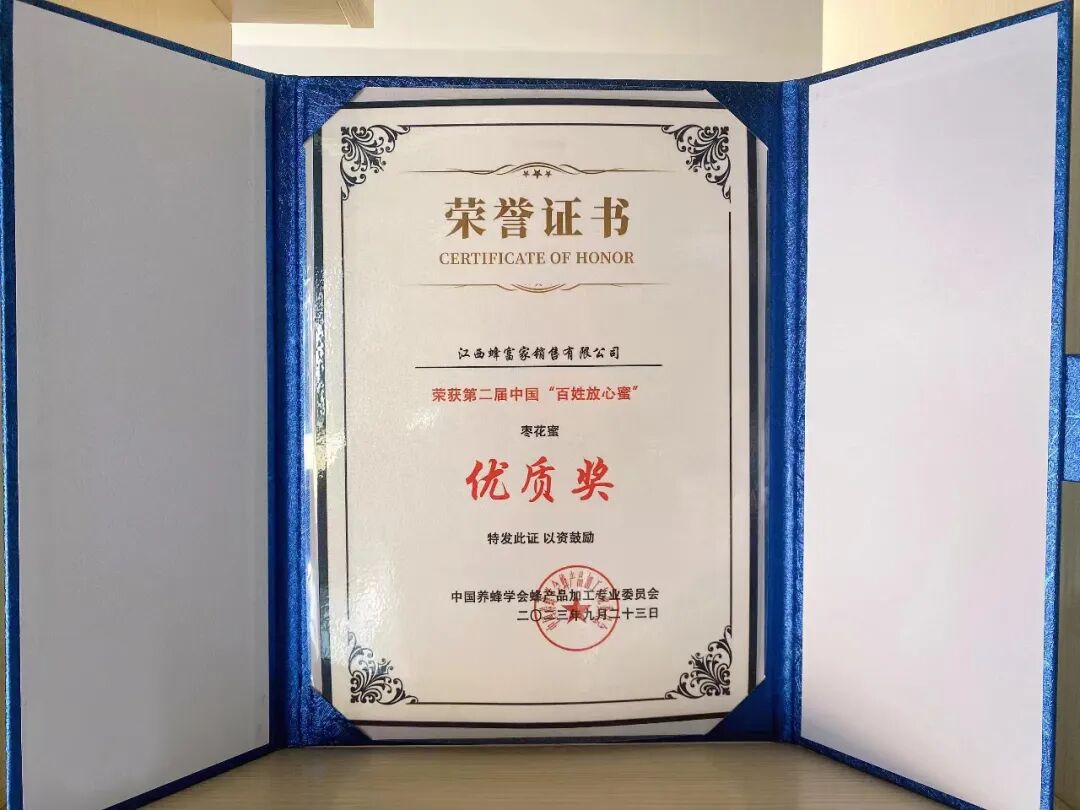 荣誉证书
CERTIFICATE OF HONOR
江西蜂富家销售有限公司
荣获第二届中国“百姓放心蜜”
枣花蜜
优质奖
特发此证 以资鼓励
中国养蜂学会蜂产品加工专业委员会
二〇二三年九月二十三日